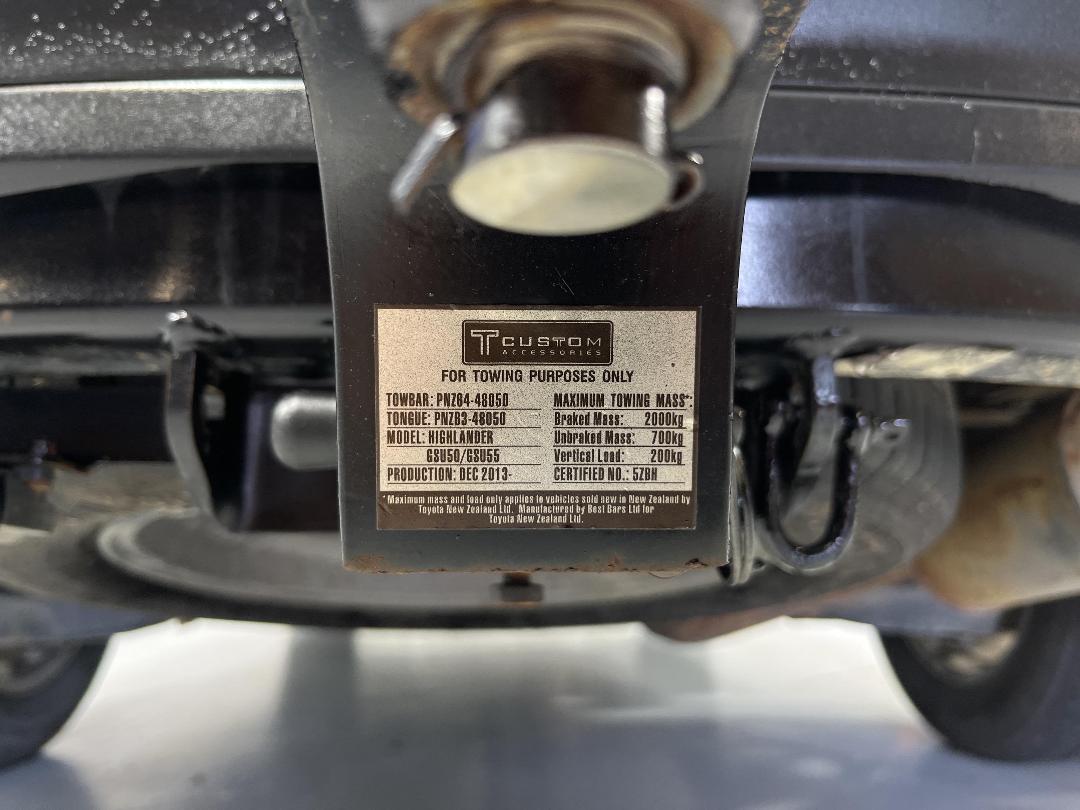 T CUSTOM
ACCESSORIES
FOR TOWING PURPOSES ONLY
TOWBAR: PNZ64-48050
TONGUE: PNZB3-48050
MODEL: HIGHLANDER
GSU50/GSU55
PRODUCTION: DEC 2013-
MAXIMUM TOWING MASS*:
Braked Mass: 2000kg
Unbraked Mass: 700kg
Vertical Load: 200kg
CERTIFIED NO.: 5ZBH
*Maximum mass and load only applies to vehicles sold new in New Zealand by
Toyota New Zealand Ltd. Manufactured by Best Bars Ltd for
Toyota New Zealand Ltd.